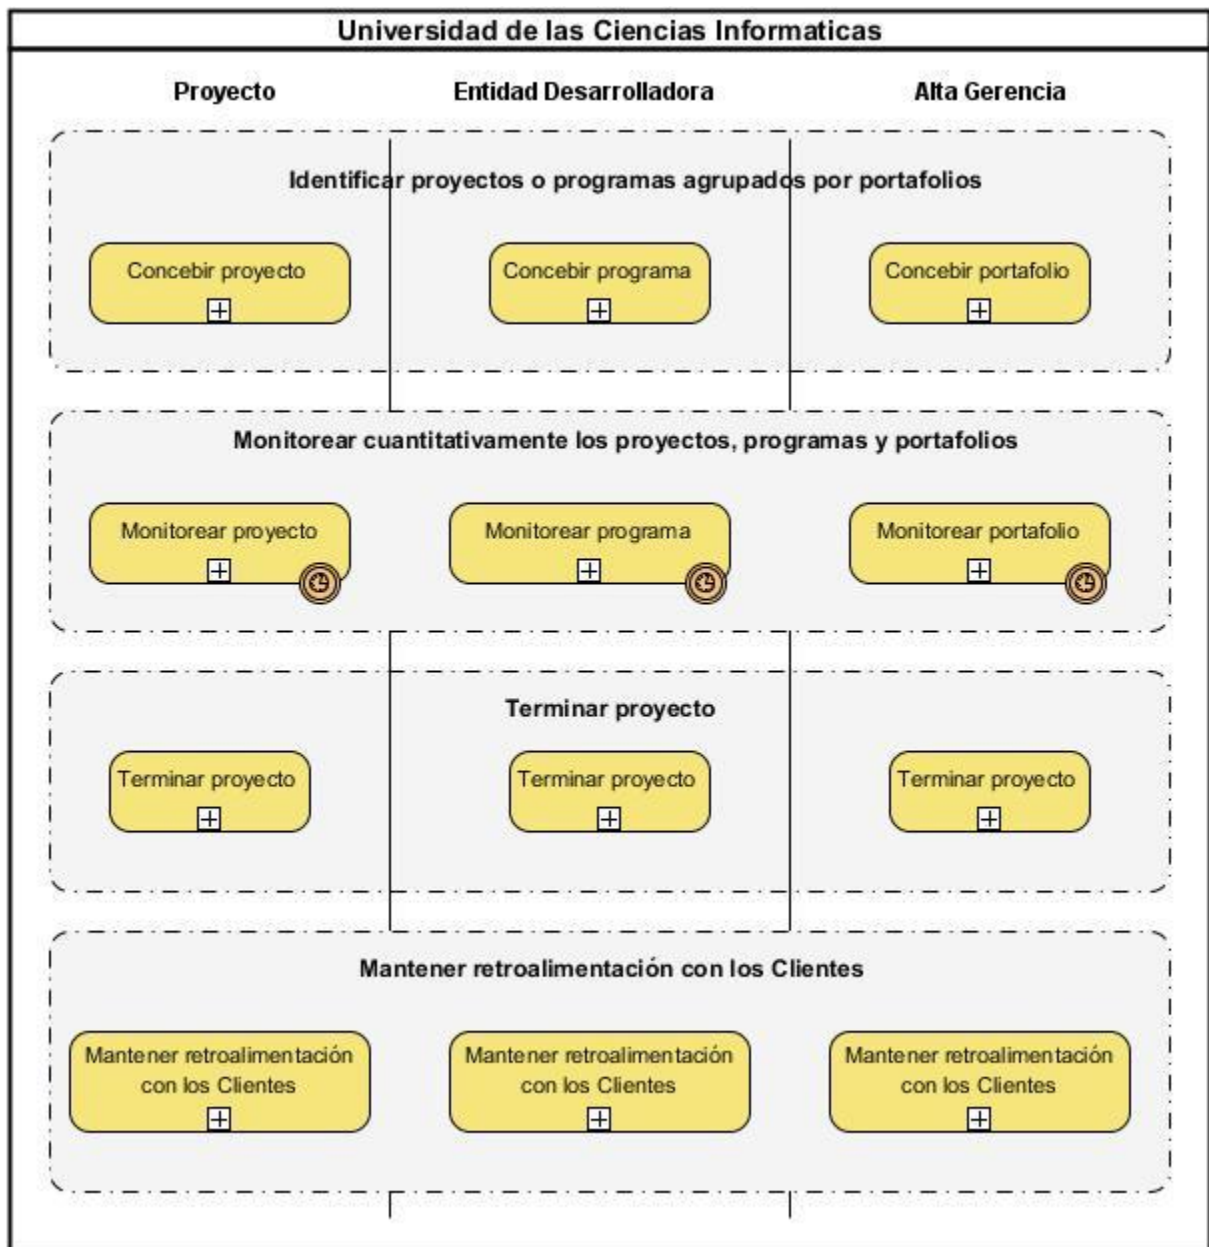 Universidad de las Ciencias Informaticas
Proyecto
Entidad Desarrolladora
Alta Gerencia
Identificar proyectos o programas agrupados por portafolios
Concebir proyecto
Concebir programa
Concebir portafolio
Monitorear cuantitativamente los proyectos, programas y portafolios
Monitorear proyecto
Monitorear programa
Monitorear portafolio
Terminar proyecto
Terminar proyecto
Terminar proyecto
Terminar proyecto
Mantener retroalimentación con los Clientes
Mantener retroalimentación
con los Clientes
Mantener retroalimentación
con los Clientes
Mantener retroalimentación
con los Clientes